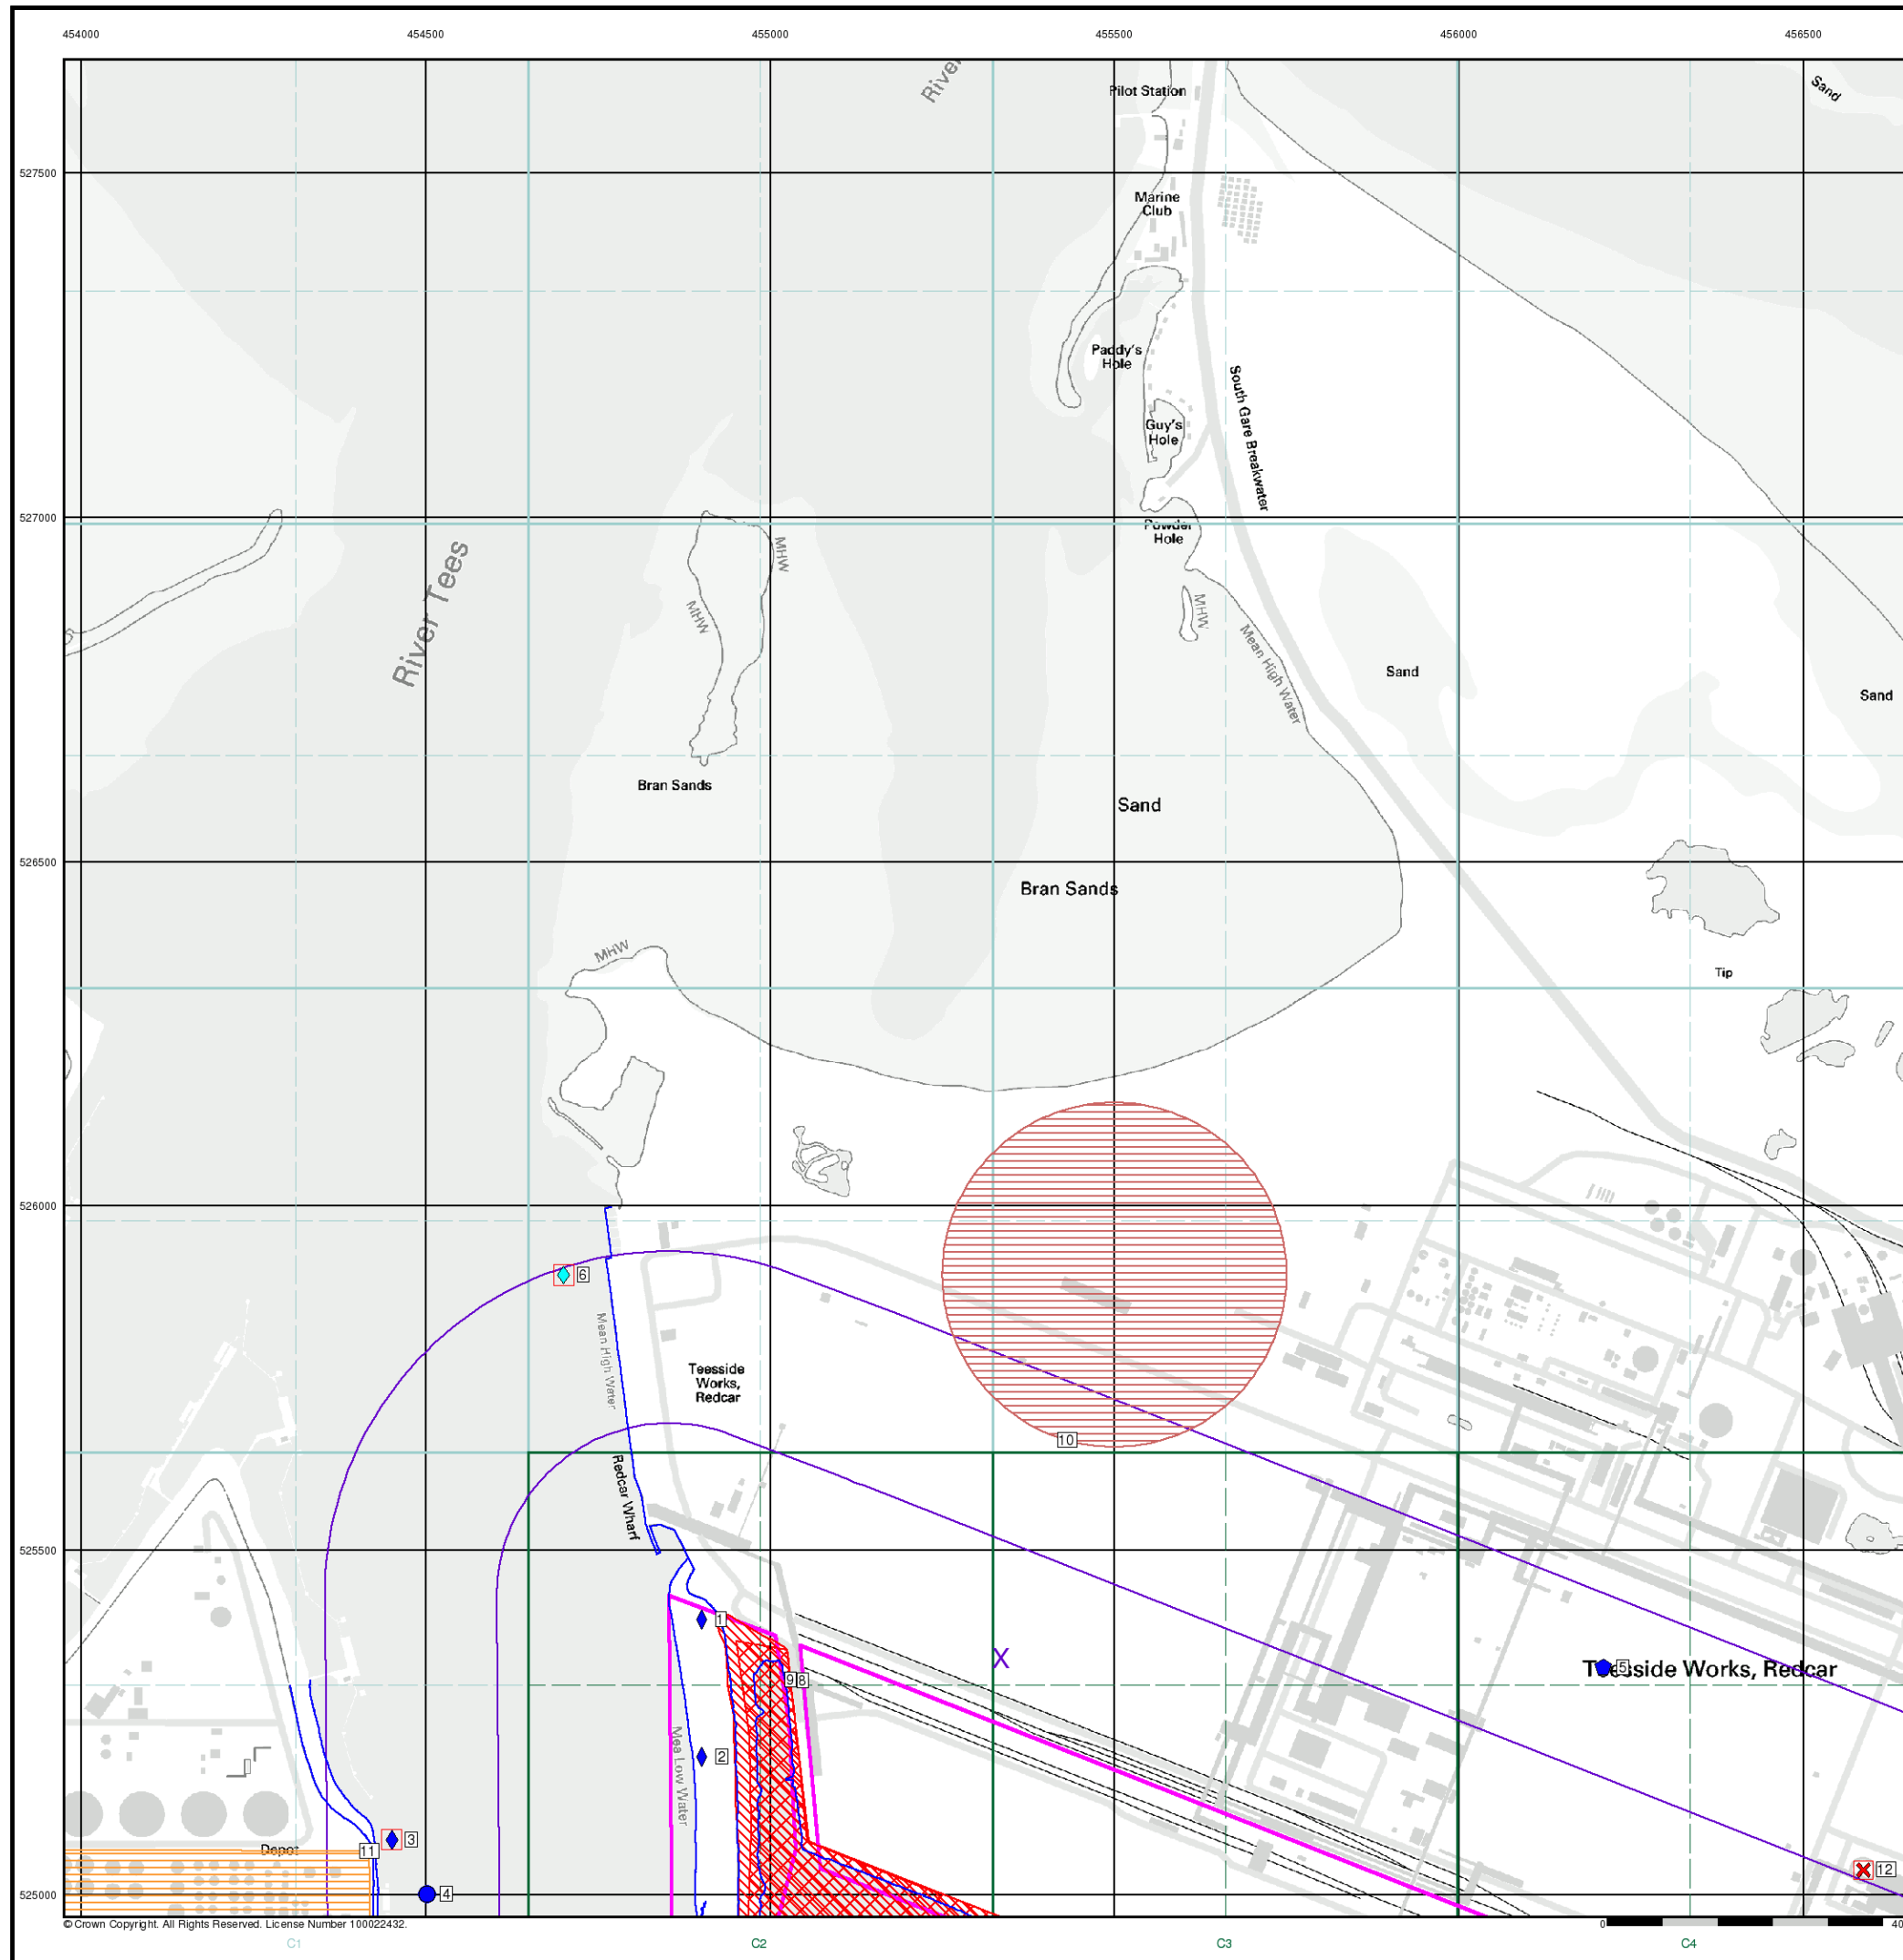 454000 454500 455000 455500 456000 456500
River
Pilot Station
Sand
527500
Marine
Club
Paddy's
Hole
South Gare Breakwater
Guy's
Hole
527000
Powder
Hole
River Tees
MHW
MHW
MHW
Mean High Water
Sand
Sand
Bran Sands
Sand
526500
Bran Sands
MHW
Tip
526000
6
Mean High Water
Teesside
Works,
Redcar
10
Redcar Wharf
525500
1
X
Teesside Works, Redcar
5
9 8
2
Mea Low Water
3
Depot
11
12
4
525000
© Crown Copyright. All Rights Reserved. License Number 100022432.
0 40
C1 C2 C3 C4